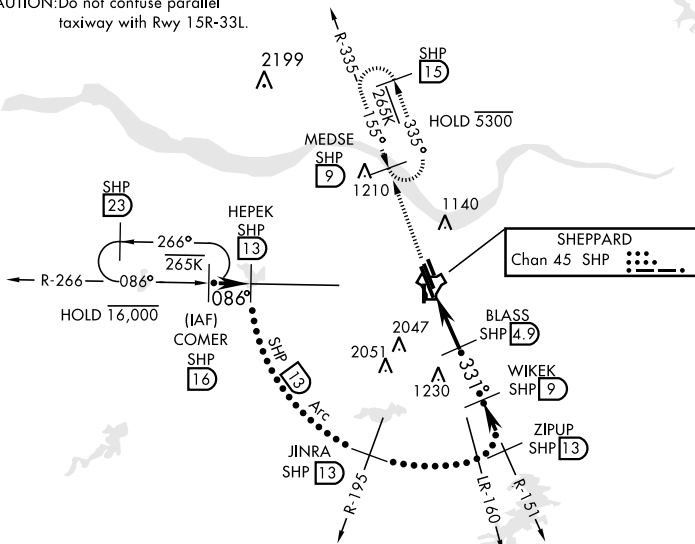 AUTION:Do not confuse parallel
taxiway with Rwy 15R-33L.
2199
R-335
SHP
15
265K
335°
155°
HOLD 5300
MEDSE
SHP
9
1210
1140
SHP
23
HEPEK
SHP
13
266°
265K
R-266
086°
086°
HOLD 16,000
(IAF)
COMER
SHP
16
SHEPPARD
Chan 45 SHP
SHP 13 Arc
2047
2051
1230
BLASS
SHP 4.9
331°
WIKEK
SHP 9
ZIPUP
SHP 13
JINRA
SHP 13
R-195
LR-160
R-151